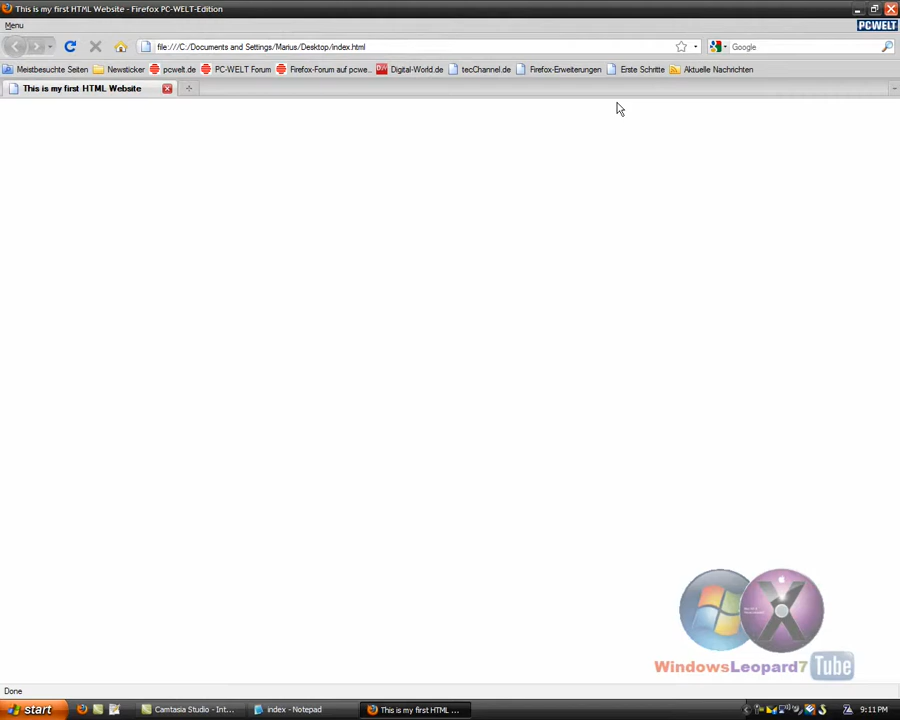 This is my first HTML Website - Firefox PC-WELT-Edition
Menu
PCWELT
file:///C:/Documents and Settings/Marius/Desktop/index.html
Google
Meistbesuchte Seiten Newsticker pcwelt.de PC-WELT Forum Firefox-Forum auf pcwe... Digital-World.de tecChannel.de Firefox-Erweiterungen Erste Schritte Aktuelle Nachrichten
This is my first HTML Website
X
WindowsLeopard7 Tube
Done
start Camtasia Studio - Int... index - Notepad This is my first HTML ... 9:11 PM